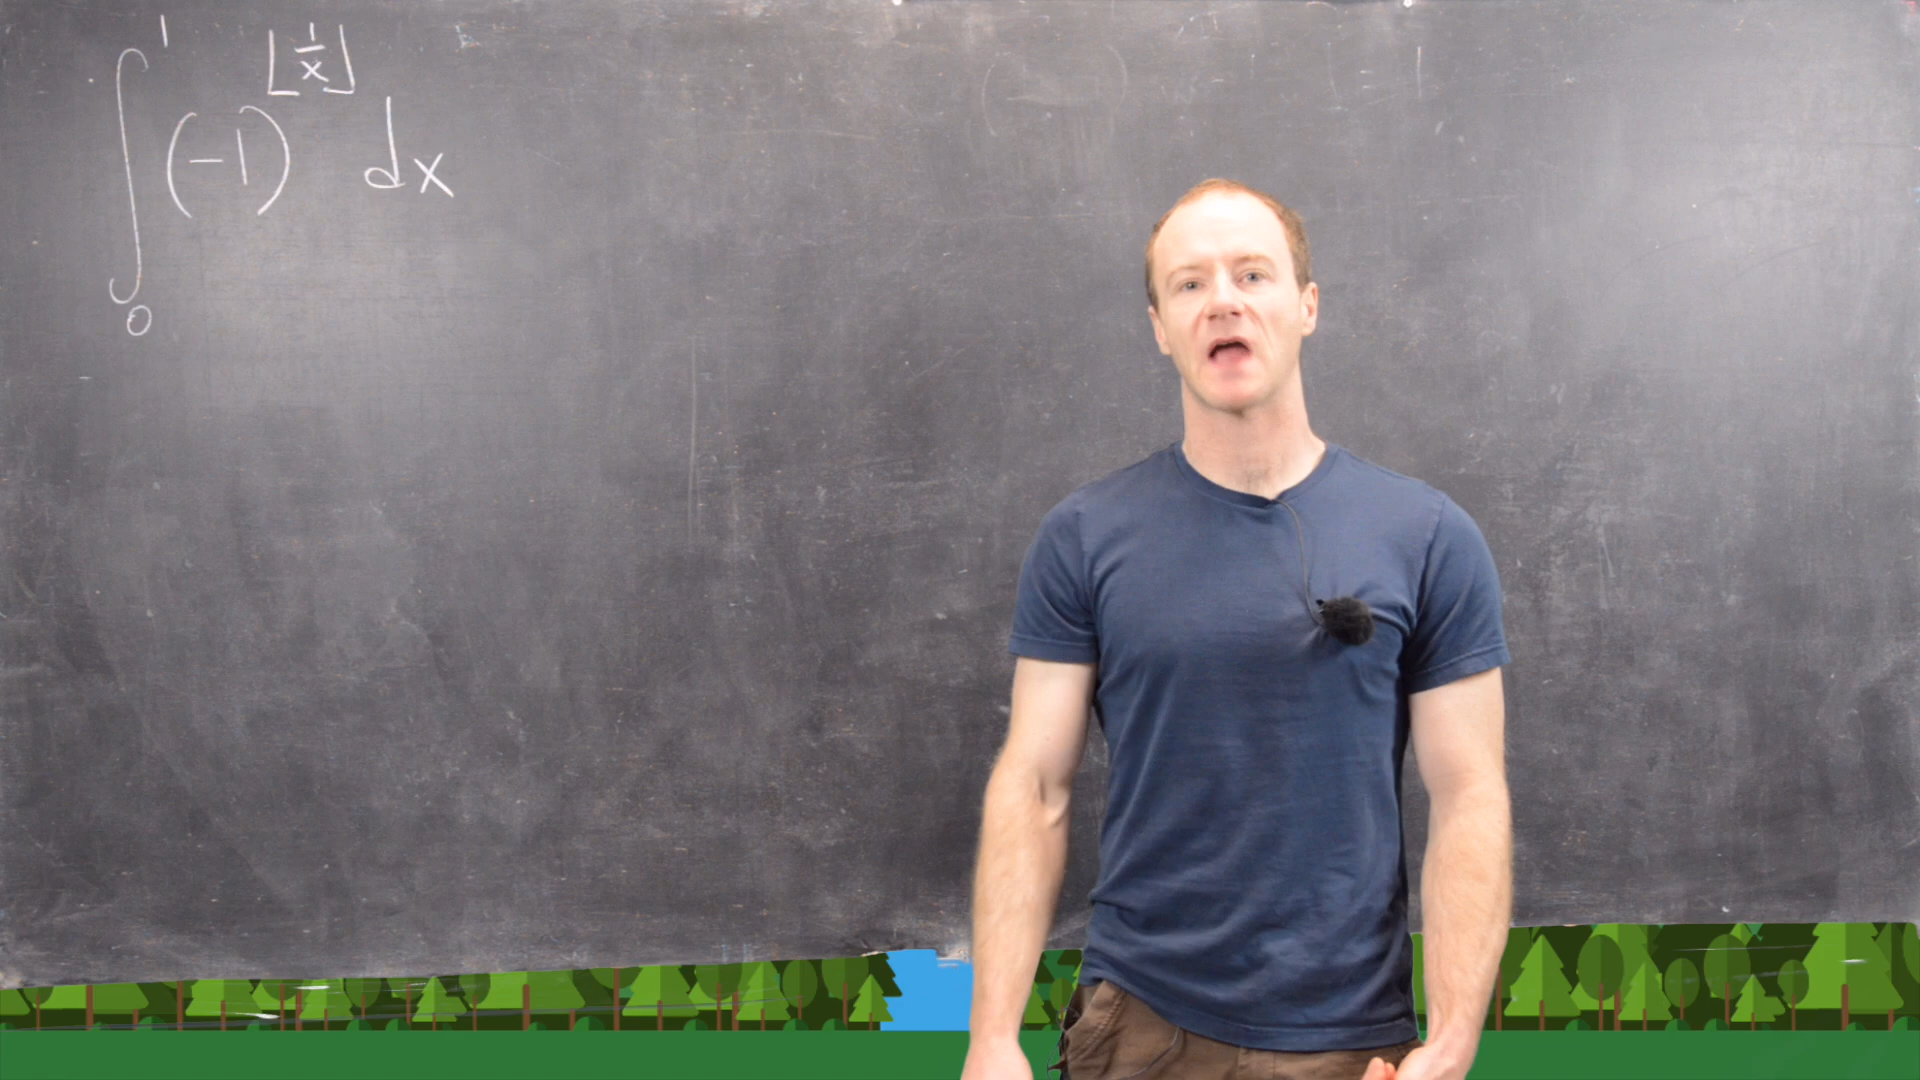 ∫₀¹ (-1)^⌊1/x⌋ dx